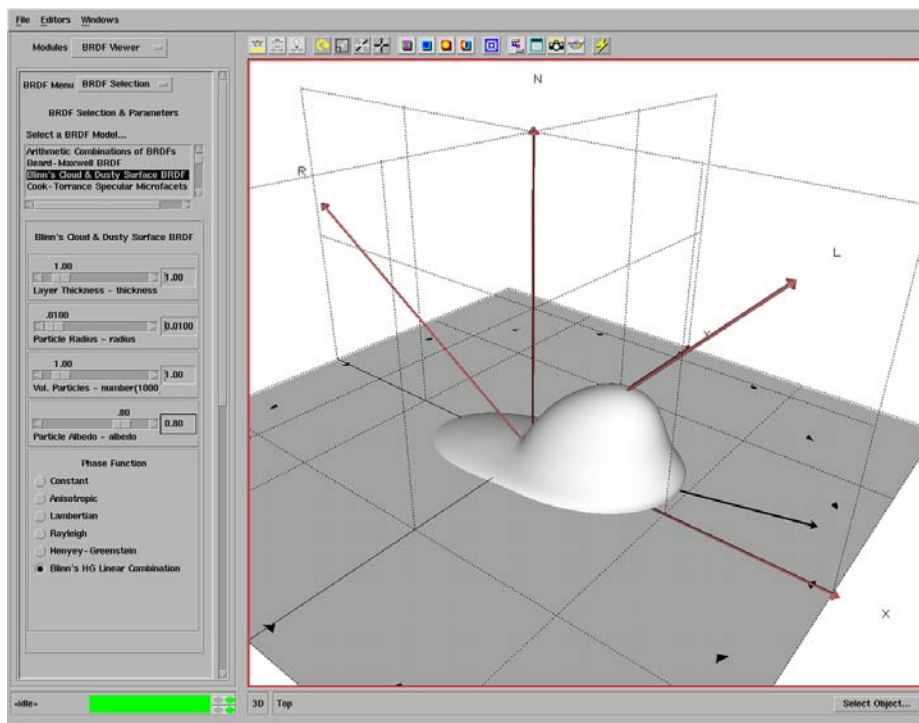 File Editors Windows
Modules BRDF Viewer
BRDF Menu BRDF Selection
BRDF Selection & Parameters
Select a BRDF Model...
Arithmetic Combinations of BRDFs
Beard-Maxwell BRDF
Blinn's Cloud & Dusty Surface BRDF
Cook-Torrance Specular Microfacets
Blinn's Cloud & Dusty Surface BRDF
1.00
1.00
Layer Thickness - thickness
.0100
0.0100
Particle Radius - radius
1.00
1.00
Vol. Particles - number(1000)
.80
0.80
Particle Albedo - albedo
Phase Function
Constant
Anisotropic
Lambertian
Rayleigh
Henyey-Greenstein
Blinn's HG Linear Combination
N
R
L
Y
X
<idle>
3D Top
Select Object...